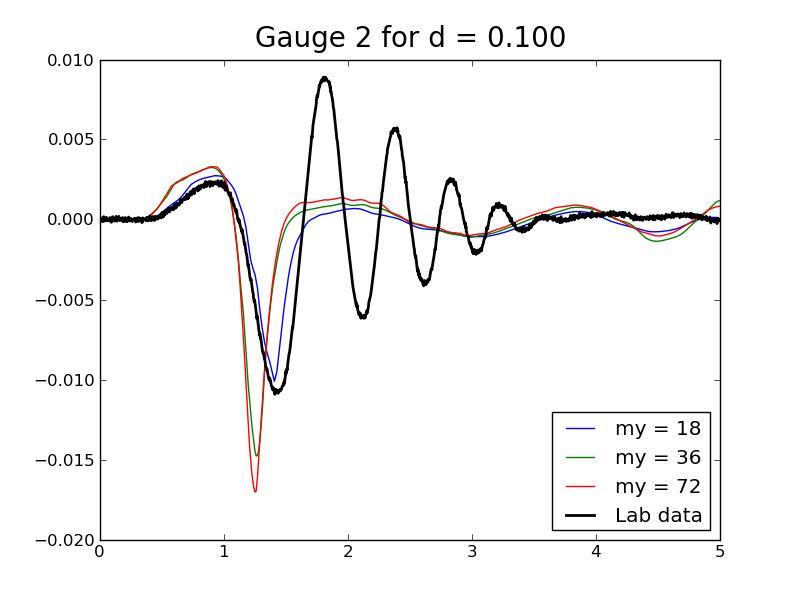 Gauge 2 for d = 0.100
0.010
0.005
0.000
−0.005
−0.010
−0.015
−0.020
0 1 2 3 4 5
my = 18
my = 36
my = 72
Lab data